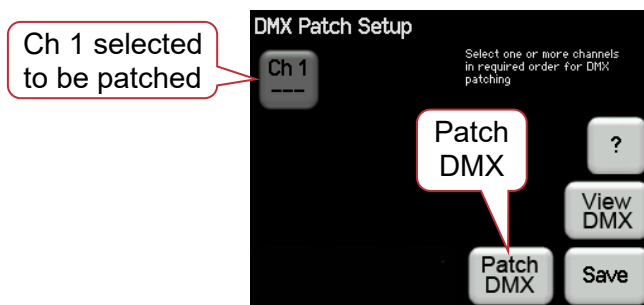 DMX Patch Setup
Ch 1 selected
to be patched
Ch 1
---
Select one or more channels
in required order for DMX
patching
Patch
DMX
?
View
DMX
Patch
DMX
Save